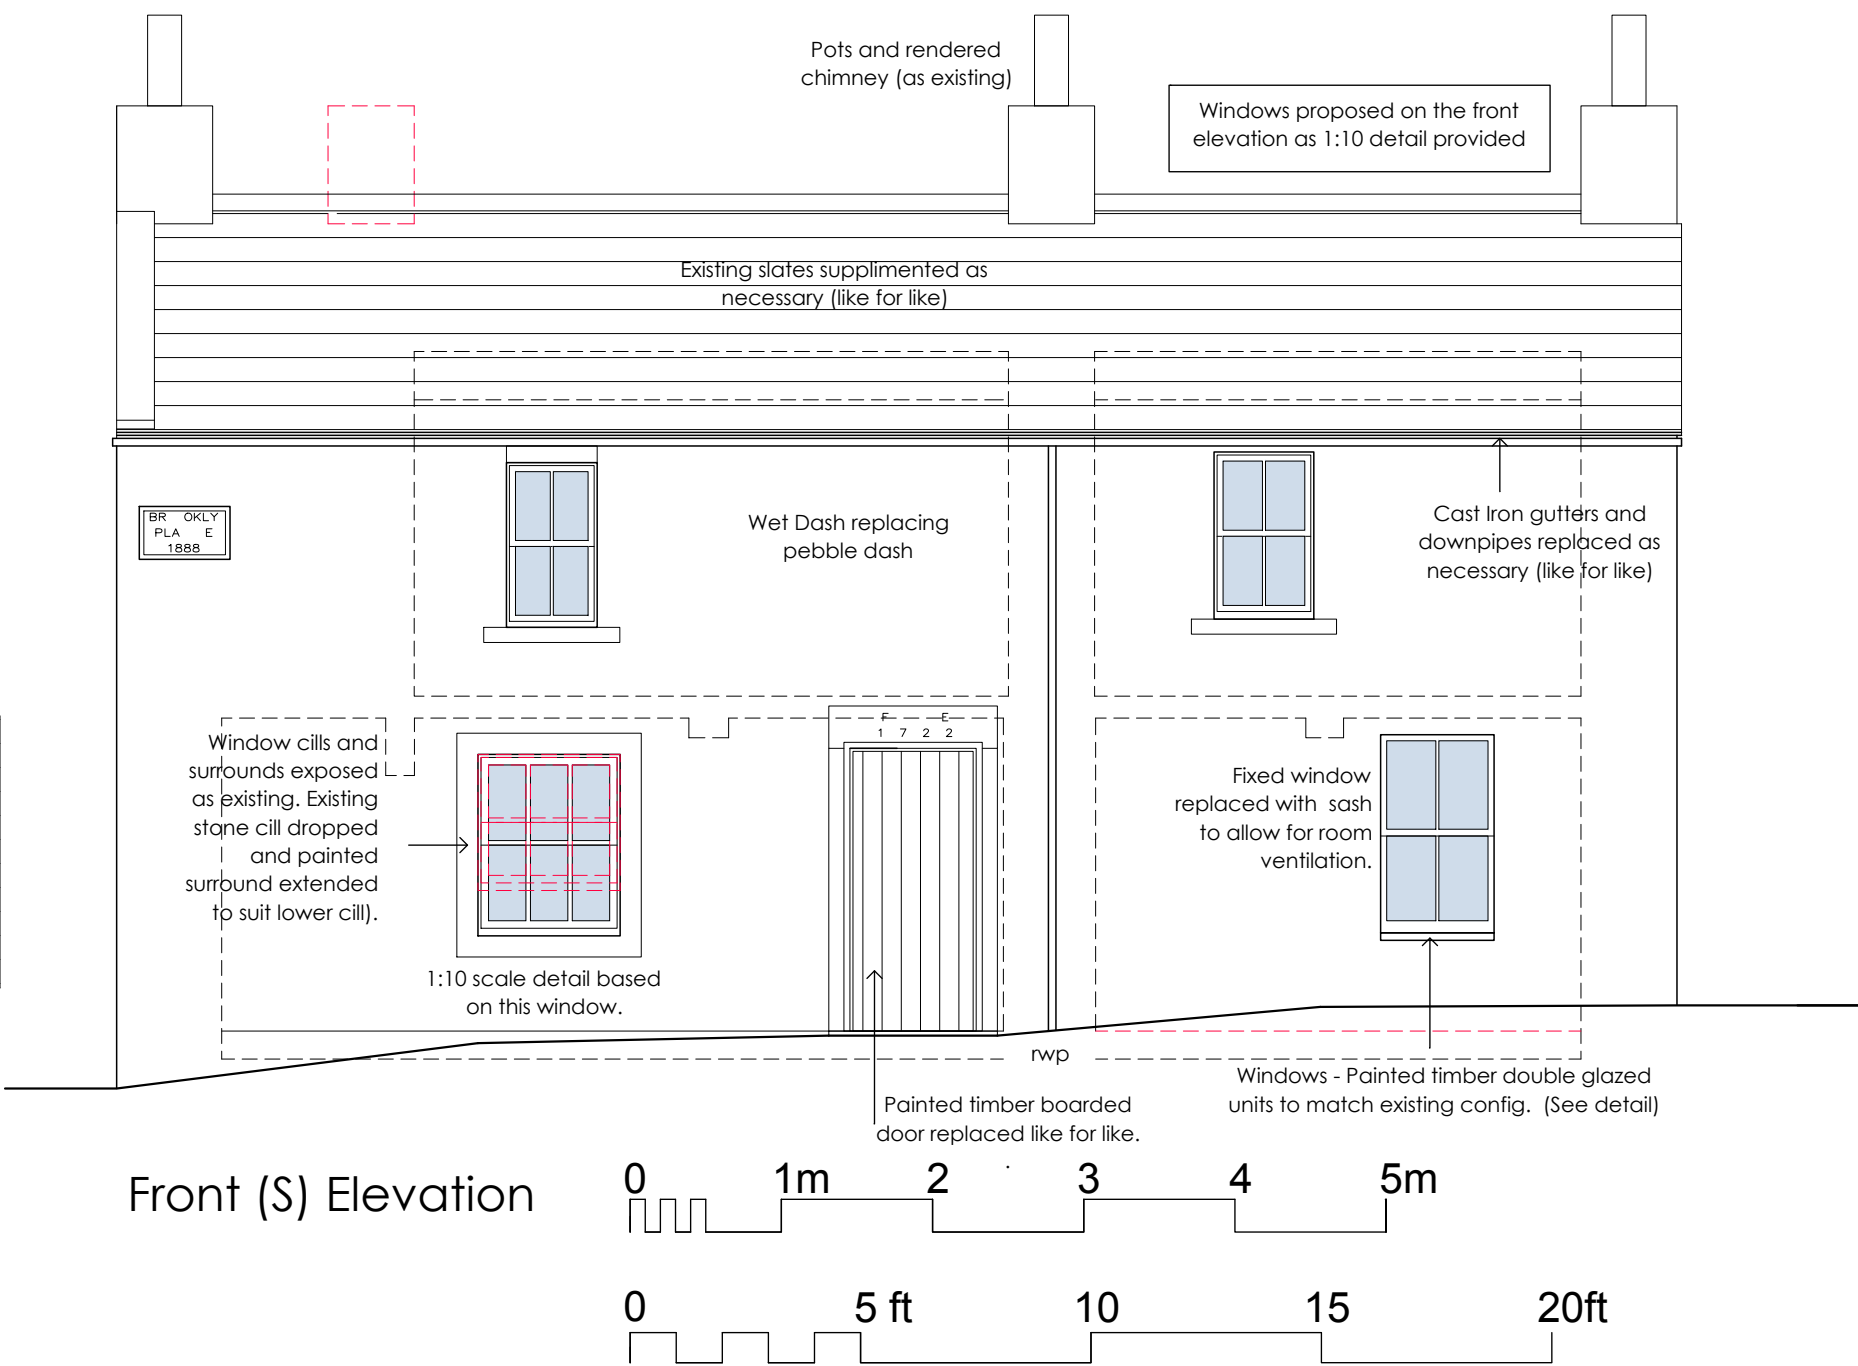 Pots and rendered
chimney (as existing)
Windows proposed on the front
elevation as 1:10 detail provided
Existing slates supplimented as
necessary (like for like)
BR OKLY
PLA E
1888
Wet Dash replacing
pebble dash
Cast Iron gutters and
downpipes replaced as
necessary (like for like)
Window cills and
surrounds exposed
as existing. Existing
stone cill dropped
and painted
surround extended
to suit lower cill).
F E
1 7 2 2
Fixed window
replaced with sash
to allow for room
ventilation.
1:10 scale detail based
on this window.
rwp
Windows - Painted timber double glazed
units to match existing config. (See detail)
Painted timber boarded
door replaced like for like.
Front (S) Elevation
0 1m 2 3 4 5m
0 5 ft 10 15 20ft